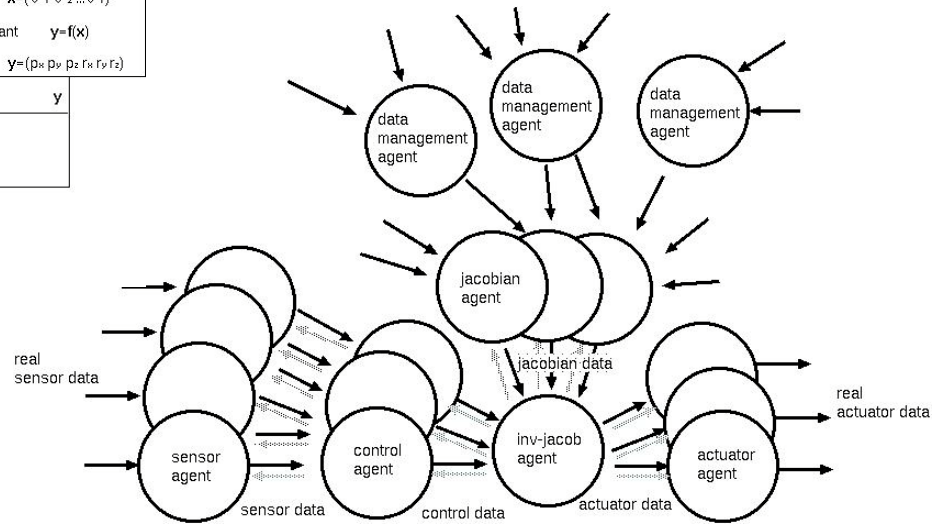 ant y=f(x)
y=(px py pz rx ry rz)
y
data
management
agent
data
management
agent
data
management
agent
jacobian
agent
jacobian data
real
sensor data
real
actuator data
sensor
agent
control
agent
inv-jacob
agent
actuator
agent
sensor data
control data
actuator data